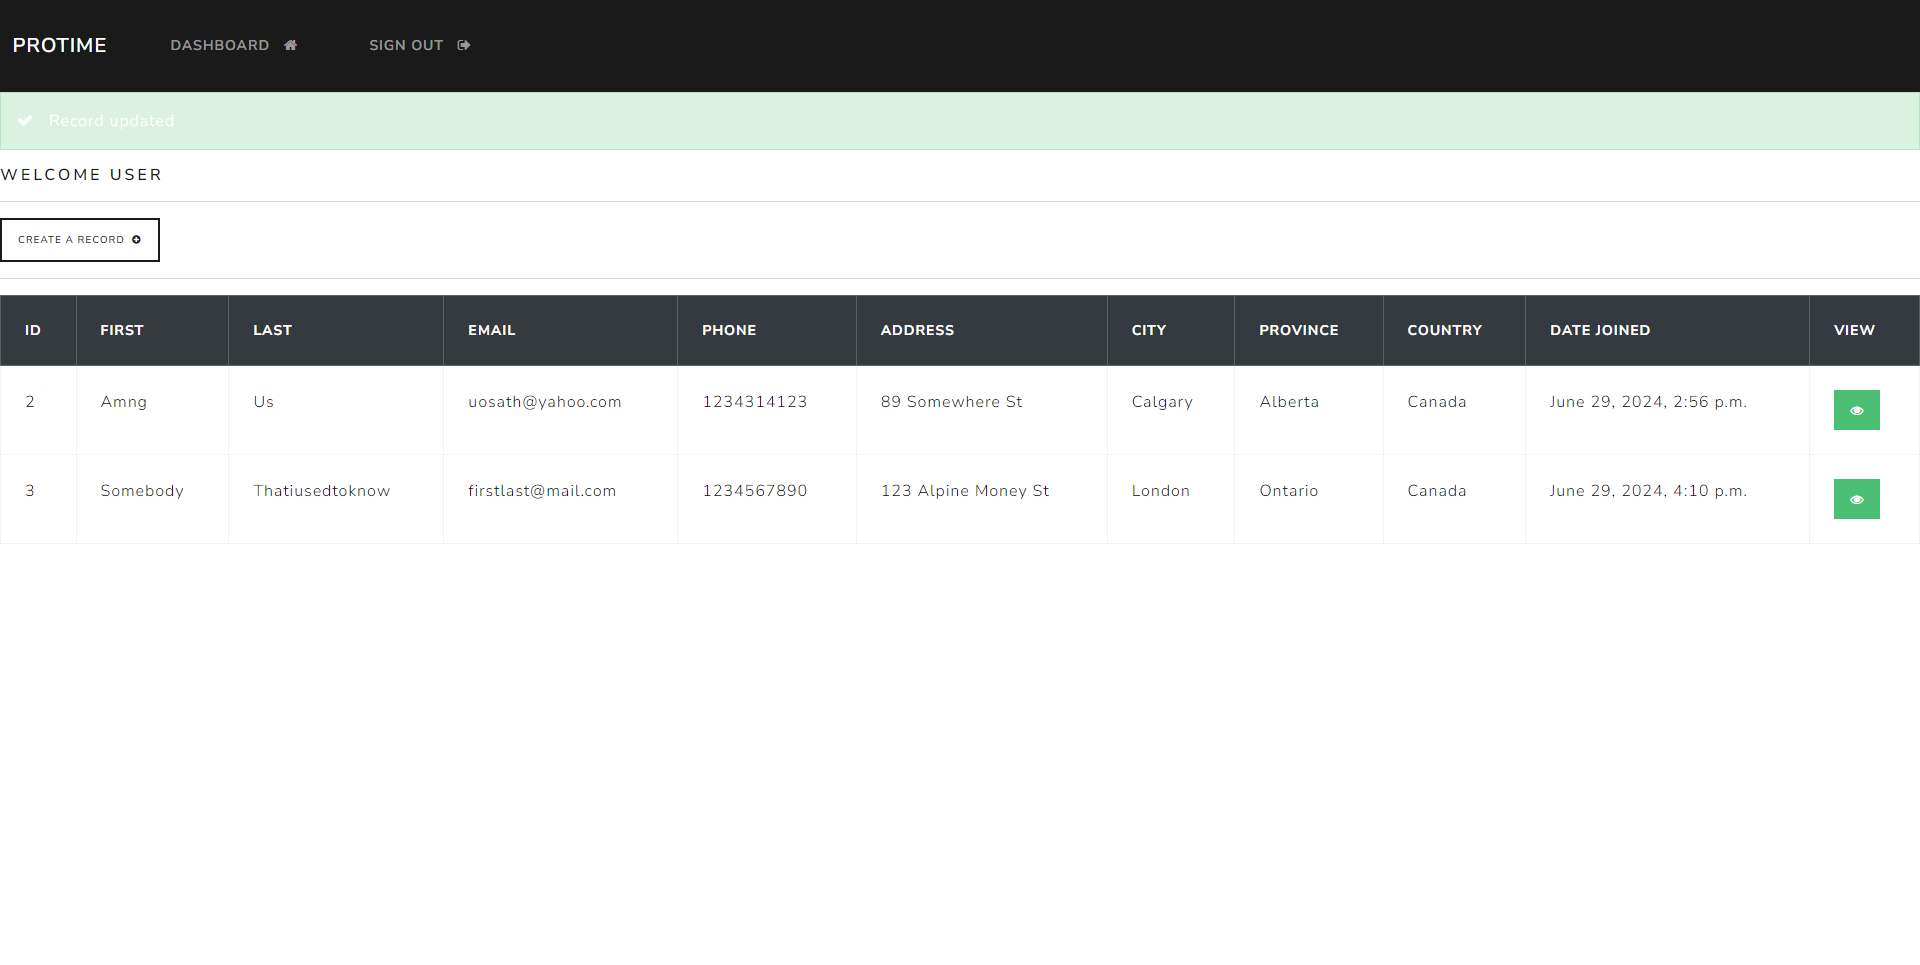 PROTIME DASHBOARD SIGN OUT
Record updated
WELCOME USER
CREATE A RECORD
ID FIRST LAST EMAIL PHONE ADDRESS CITY PROVINCE COUNTRY DATE JOINED VIEW
2 Amng Us uosath@yahoo.com 1234314123 89 Somewhere St Calgary Alberta Canada June 29, 2024, 2:56 p.m.
3 Somebody Thatiusedtoknow firstlast@mail.com 1234567890 123 Alpine Money St London Ontario Canada June 29, 2024, 4:10 p.m.